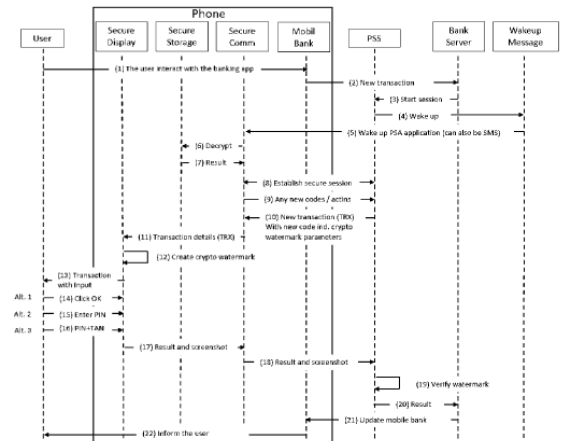 Phone
User
Secure
Display
Secure
Storage
Secure
Comm
Mobil
Bank
PSS
Bank
Server
Wakeup
Message
(1) The user interact with the banking app
(2) New transaction
(3) Start session
(4) Wake up
(5) Wake up PSA application (can also be SMS)
(6) Decrypt
(7) Result
(8) Establish secure session
(9) Any new codes / actins
(10) New transaction (TRX)
With new code ind. crypto
watermark parameters
(11) Transaction details (TRX)
(12) Create crypto watermark
(13) Transaction
with Input
Alt. 1
(14) Click OK
Alt. 2
(15) Enter PIN
Alt. 3
(16) PIN+TAN
(17) Result and screenshot
(18) Result and screenshot
(19) Verify watermark
(20) Result
(21) Update mobile bank
(22) Inform the user